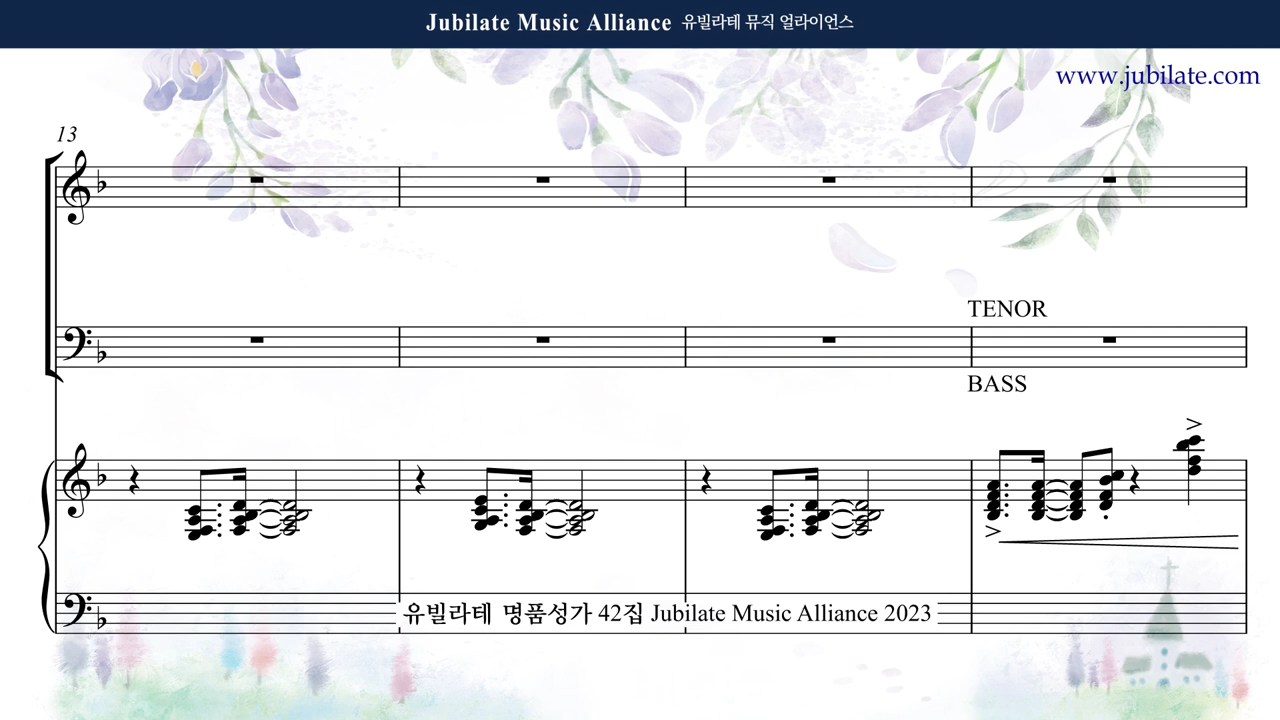 Jubilate Music Alliance 유빌라테 뮤직 얼라이언스
www.jubilate.com
13
TENOR
BASS
유빌라테 명품성가 42집 Jubilate Music Alliance 2023